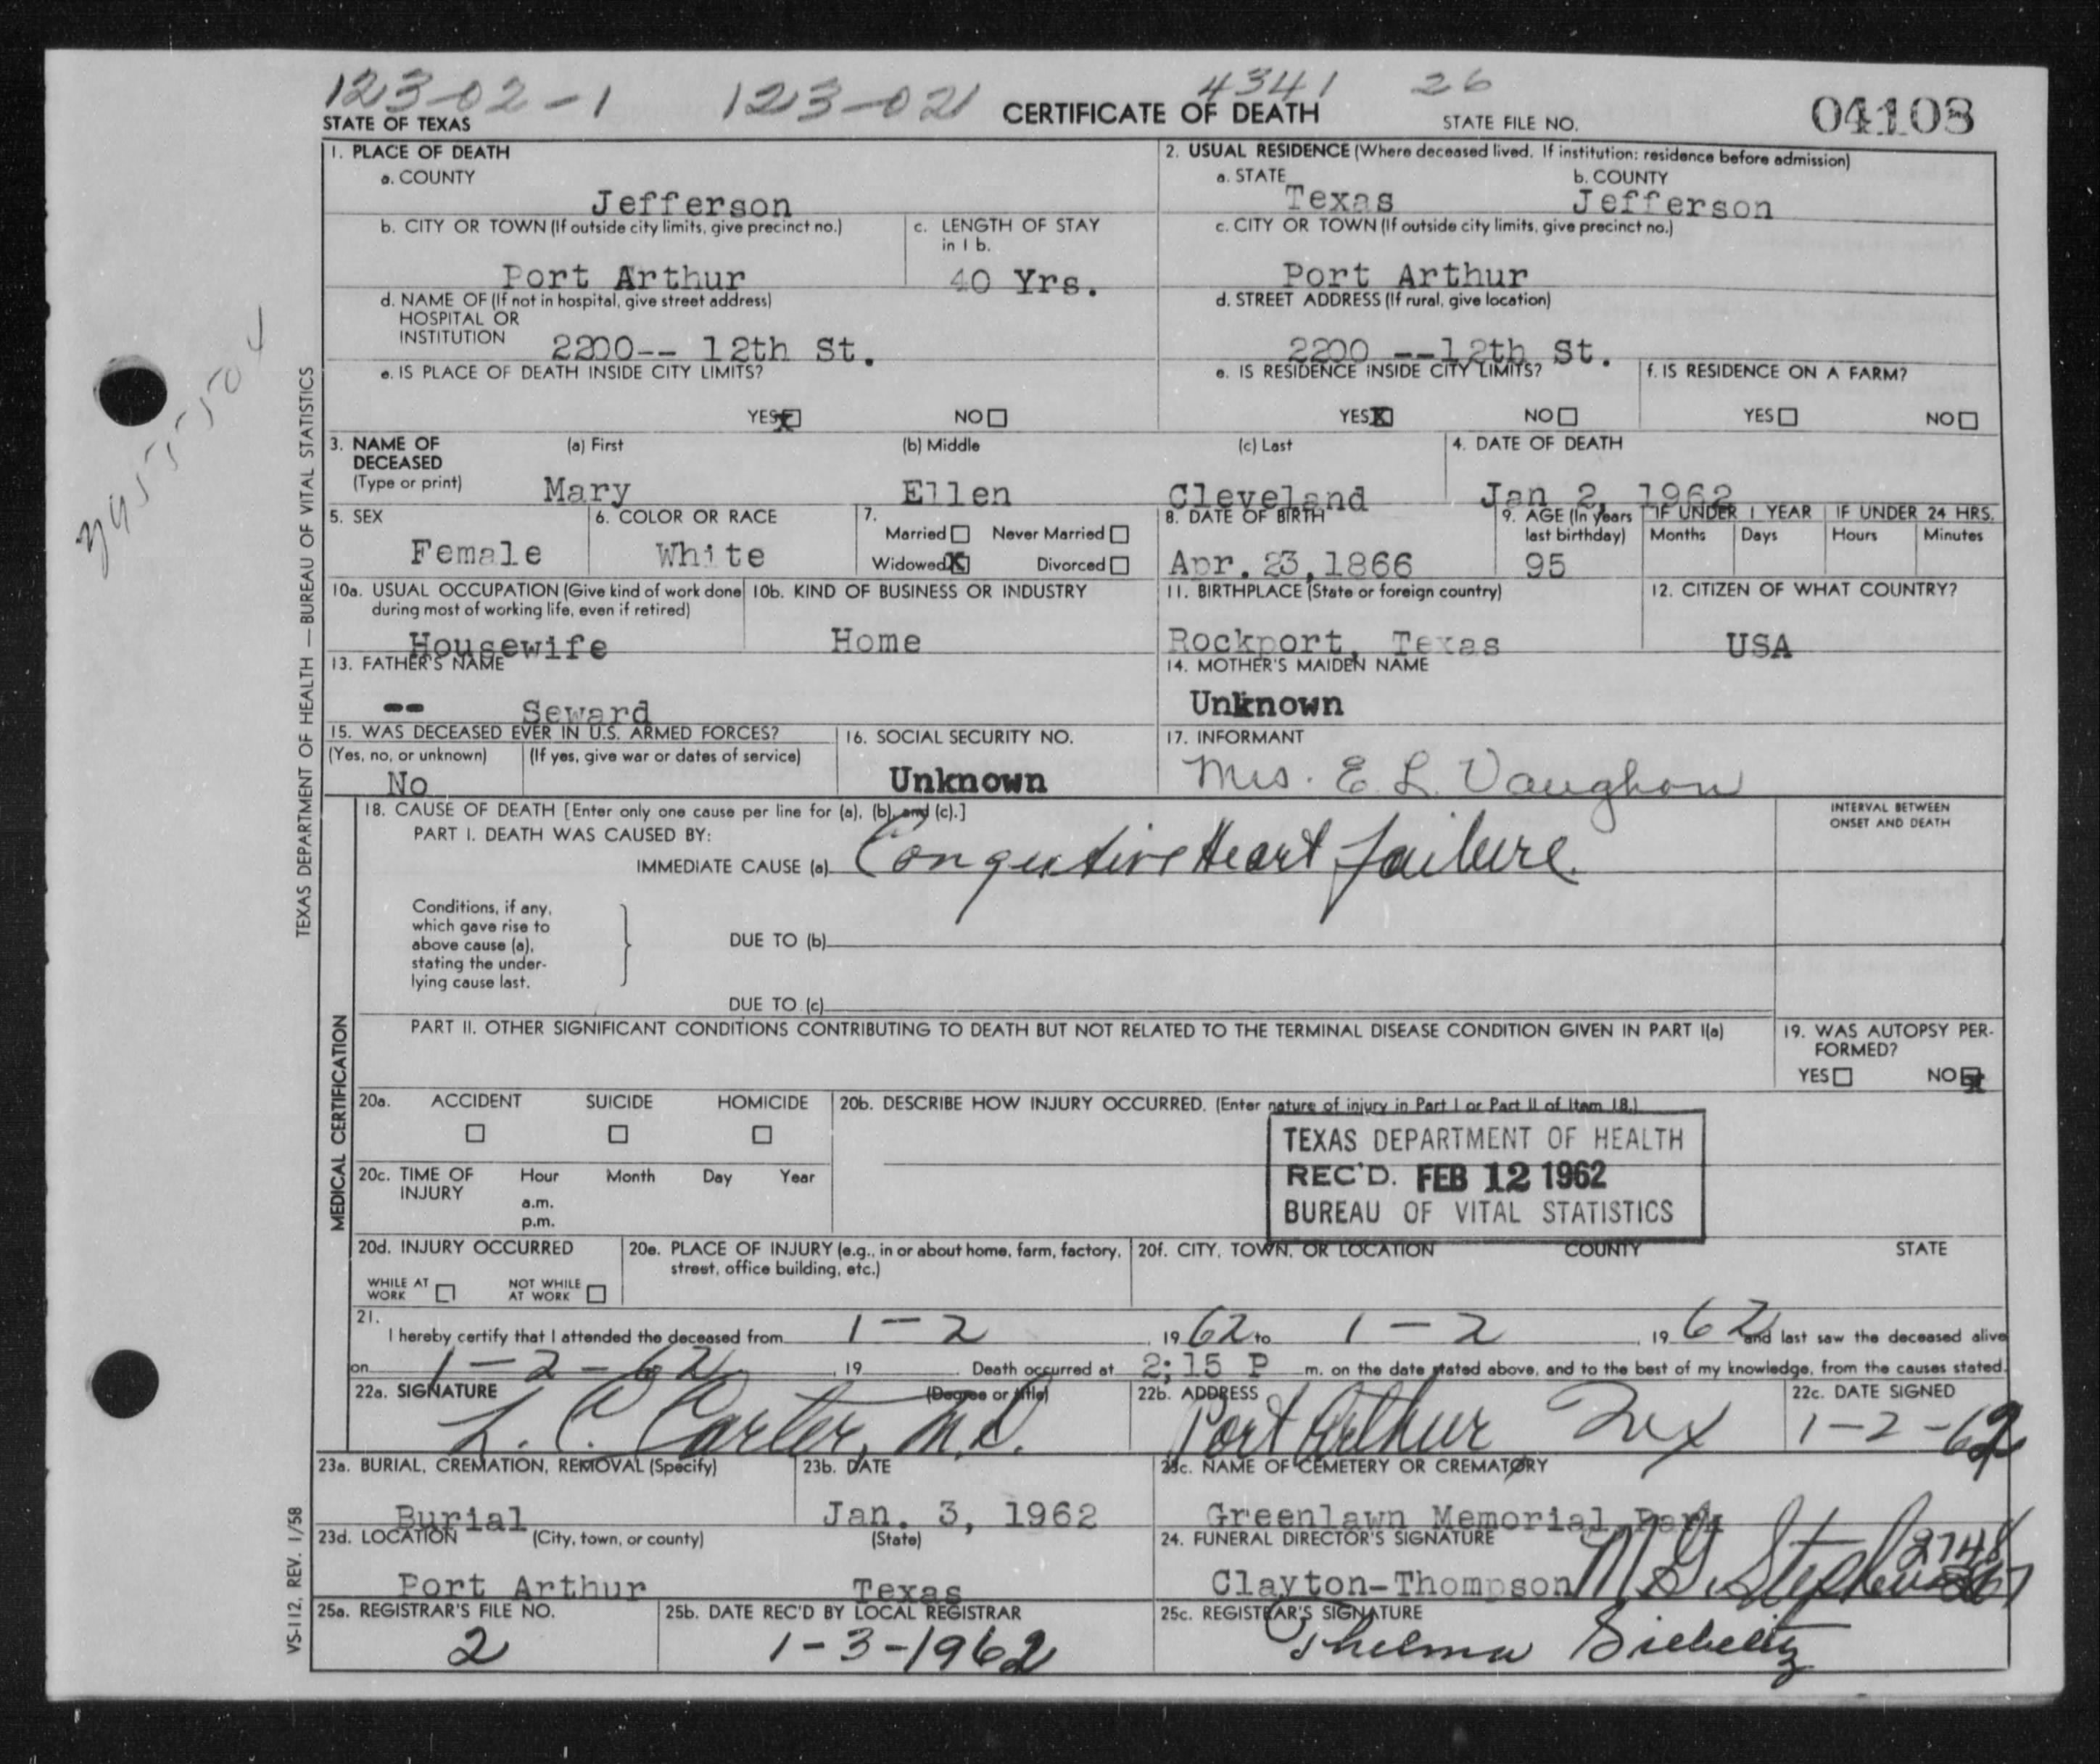 123-02-1 123-02 4341 26
STATE OF TEXAS CERTIFICATE OF DEATH STATE FILE NO. 04108
TEXAS DEPARTMENT OF HEALTH — BUREAU OF VITAL STATISTICS
1. PLACE OF DEATH
a. COUNTY
Jefferson
2. USUAL RESIDENCE (Where deceased lived. If institution: residence before admission)
a. STATE b. COUNTY
Texas Jefferson
b. CITY OR TOWN (If outside city limits, give precinct no.)
Port Arthur
c. LENGTH OF STAY
in 1 b.
40 Yrs.
c. CITY OR TOWN (If outside city limits, give precinct no.)
Port Arthur
d. NAME OF (If not in hospital, give street address)
HOSPITAL OR
INSTITUTION 2200-- 12th St.
d. STREET ADDRESS (If rural, give location)
2200 --12th St.
e. IS PLACE OF DEATH INSIDE CITY LIMITS?
YES X NO
e. IS RESIDENCE INSIDE CITY LIMITS?
YES X NO
f. IS RESIDENCE ON A FARM?
YES NO
3. NAME OF (a) First (b) Middle (c) Last
DECEASED
(Type or print) Mary Ellen Cleveland
4. DATE OF DEATH
Jan 2, 1962
5. SEX
Female
6. COLOR OR RACE
White
7.
Married Never Married
Widowed X Divorced
8. DATE OF BIRTH
Apr. 23, 1866
9. AGE (In years
last birthday)
95
IF UNDER 1 YEAR IF UNDER 24 HRS.
Months Days Hours Minutes
10a. USUAL OCCUPATION (Give kind of work done
during most of working life, even if retired)
Housewife
10b. KIND OF BUSINESS OR INDUSTRY
Home
11. BIRTHPLACE (State or foreign country)
Rockport, Texas
12. CITIZEN OF WHAT COUNTRY?
USA
13. FATHER'S NAME
-- Seward
14. MOTHER'S MAIDEN NAME
Unknown
15. WAS DECEASED EVER IN U.S. ARMED FORCES?
(Yes, no, or unknown) (If yes, give war or dates of service)
No
16. SOCIAL SECURITY NO.
Unknown
17. INFORMANT
Mrs. E. L. Vaughon
MEDICAL CERTIFICATION
18. CAUSE OF DEATH [Enter only one cause per line for (a), (b), and (c).]
INTERVAL BETWEEN
ONSET AND DEATH
PART I. DEATH WAS CAUSED BY:
IMMEDIATE CAUSE (a) Congestive Heart failure
Conditions, if any,
which gave rise to
above cause (a),
stating the under-
lying cause last.
DUE TO (b)
DUE TO (c)
PART II. OTHER SIGNIFICANT CONDITIONS CONTRIBUTING TO DEATH BUT NOT RELATED TO THE TERMINAL DISEASE CONDITION GIVEN IN PART I(a)
19. WAS AUTOPSY PER-
FORMED?
YES NO X
20a. ACCIDENT SUICIDE HOMICIDE
20b. DESCRIBE HOW INJURY OCCURRED. (Enter nature of injury in Part I or Part II of Item 18.)
TEXAS DEPARTMENT OF HEALTH
REC'D. FEB 12 1962
BUREAU OF VITAL STATISTICS
20c. TIME OF Hour Month Day Year
INJURY
a.m.
p.m.
20d. INJURY OCCURRED
WHILE AT
WORK
NOT WHILE
AT WORK
20e. PLACE OF INJURY (e.g., in or about home, farm, factory,
street, office building, etc.)
20f. CITY, TOWN, OR LOCATION COUNTY STATE
21.
I hereby certify that I attended the deceased from 1-2, 1962 to 1-2, 1962 and last saw the deceased alive
on 1-2-62, 19 . Death occurred at 2;15 P m. on the date stated above, and to the best of my knowledge, from the causes stated.
22a. SIGNATURE (Degree or title)
L. C. Carter, M.D.
22b. ADDRESS
Port Arthur Tex
22c. DATE SIGNED
1-2-62
23a. BURIAL, CREMATION, REMOVAL (Specify)
Burial
23b. DATE
Jan. 3, 1962
23c. NAME OF CEMETERY OR CREMATORY
Greenlawn Memorial Park
23d. LOCATION (City, town, or county) (State)
Port Arthur Texas
24. FUNERAL DIRECTOR'S SIGNATURE
Clayton-Thompson
25a. REGISTRAR'S FILE NO.
2
25b. DATE REC'D BY LOCAL REGISTRAR
1-3-1962
25c. REGISTRAR'S SIGNATURE
Thelma
VS-112, REV. 1/58